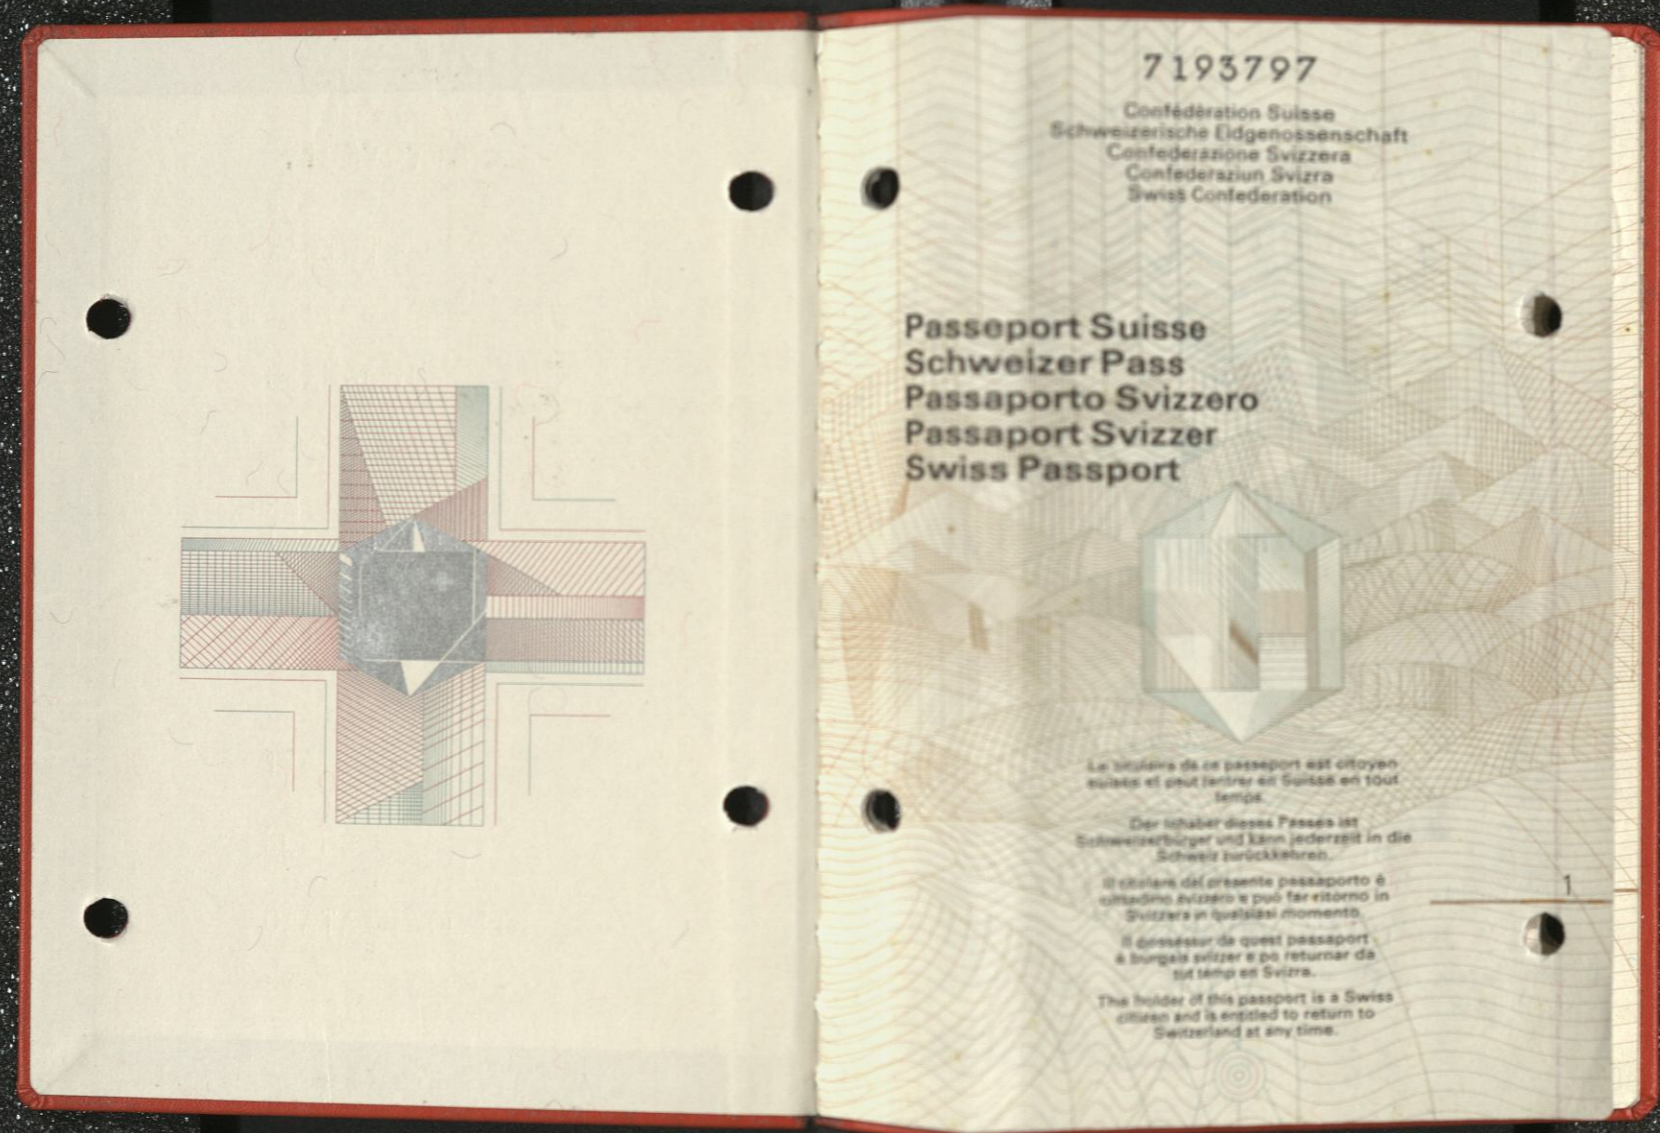 7193797
Confédération Suisse
Schweizerische Eidgenossenschaft
Confederazione Svizzera
Confederaziun Svizra
Swiss Confederation
Passeport Suisse
Schweizer Pass
Passaporto Svizzero
Passaport Svizzer
Swiss Passport
Le titulaire de ce passeport est citoyen
suisse et peut rentrer en Suisse en tout
temps.
Der Inhaber dieses Passes ist
Schweizerbürger und kann jederzeit in die
Schweiz zurückkehren.
Il titolare del presente passaporto è
cittadino svizzero e può far ritorno in
Svizzera in qualsiasi momento.
Il possessur da quest passaport
è burgais svizzer e po returnar da
tut temp en Svizra.
The holder of this passport is a Swiss
citizen and is entitled to return to
Switzerland at any time.
1